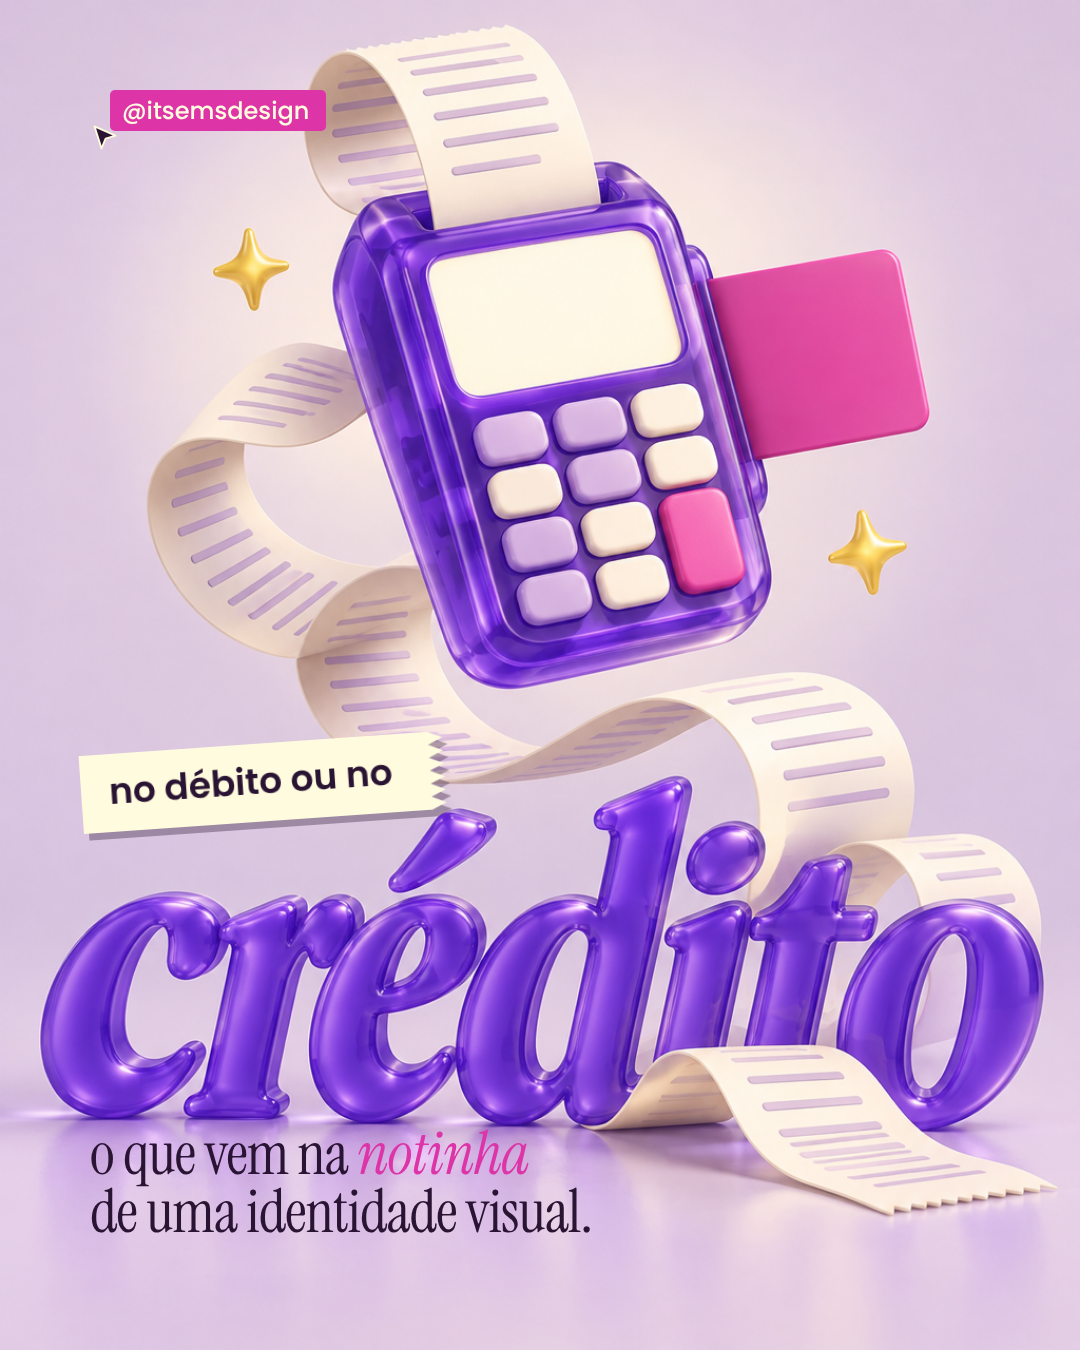 @itsemsdesign
no débito ou no
crédito
o que vem na notinha
de uma identidade visual.